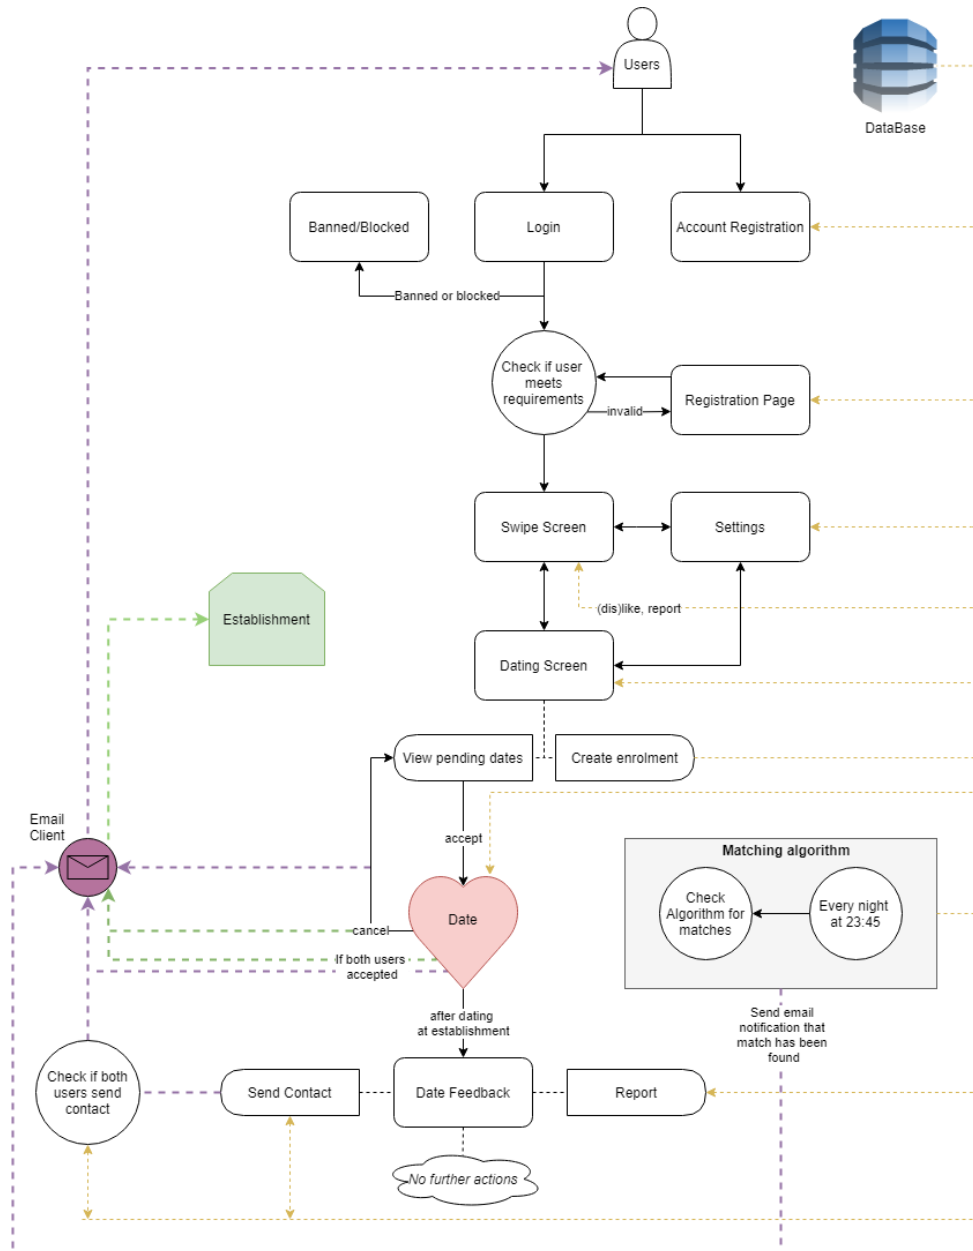 Users
DataBase
Banned/Blocked
Login
Account Registration
Banned or blocked
Check if user
meets
requirements
Registration Page
invalid
Swipe Screen
Settings
Establishment
(dis)like, report
Dating Screen
View pending dates
Create enrolment
Email
Client
accept
Matching algorithm
Check
Algorithm for
matches
Every night
at 23:45
Date
cancel
If both users
accepted
after dating
at establishment
Send email
notification that
match has been
found
Check if both
users send
contact
Send Contact
Date Feedback
Report
No further actions